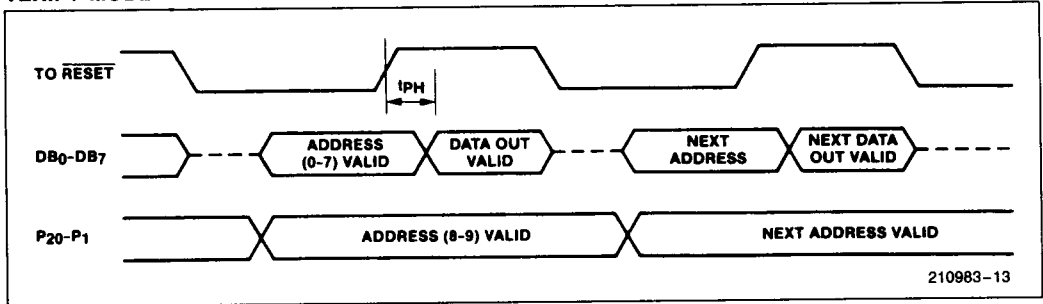 TO RESET
tPH
DB0-DB7
ADDRESS
(0-7) VALID
DATA OUT
VALID
NEXT
ADDRESS
NEXT DATA
OUT VALID
P20-P1
ADDRESS (8-9) VALID
NEXT ADDRESS VALID
210983-13